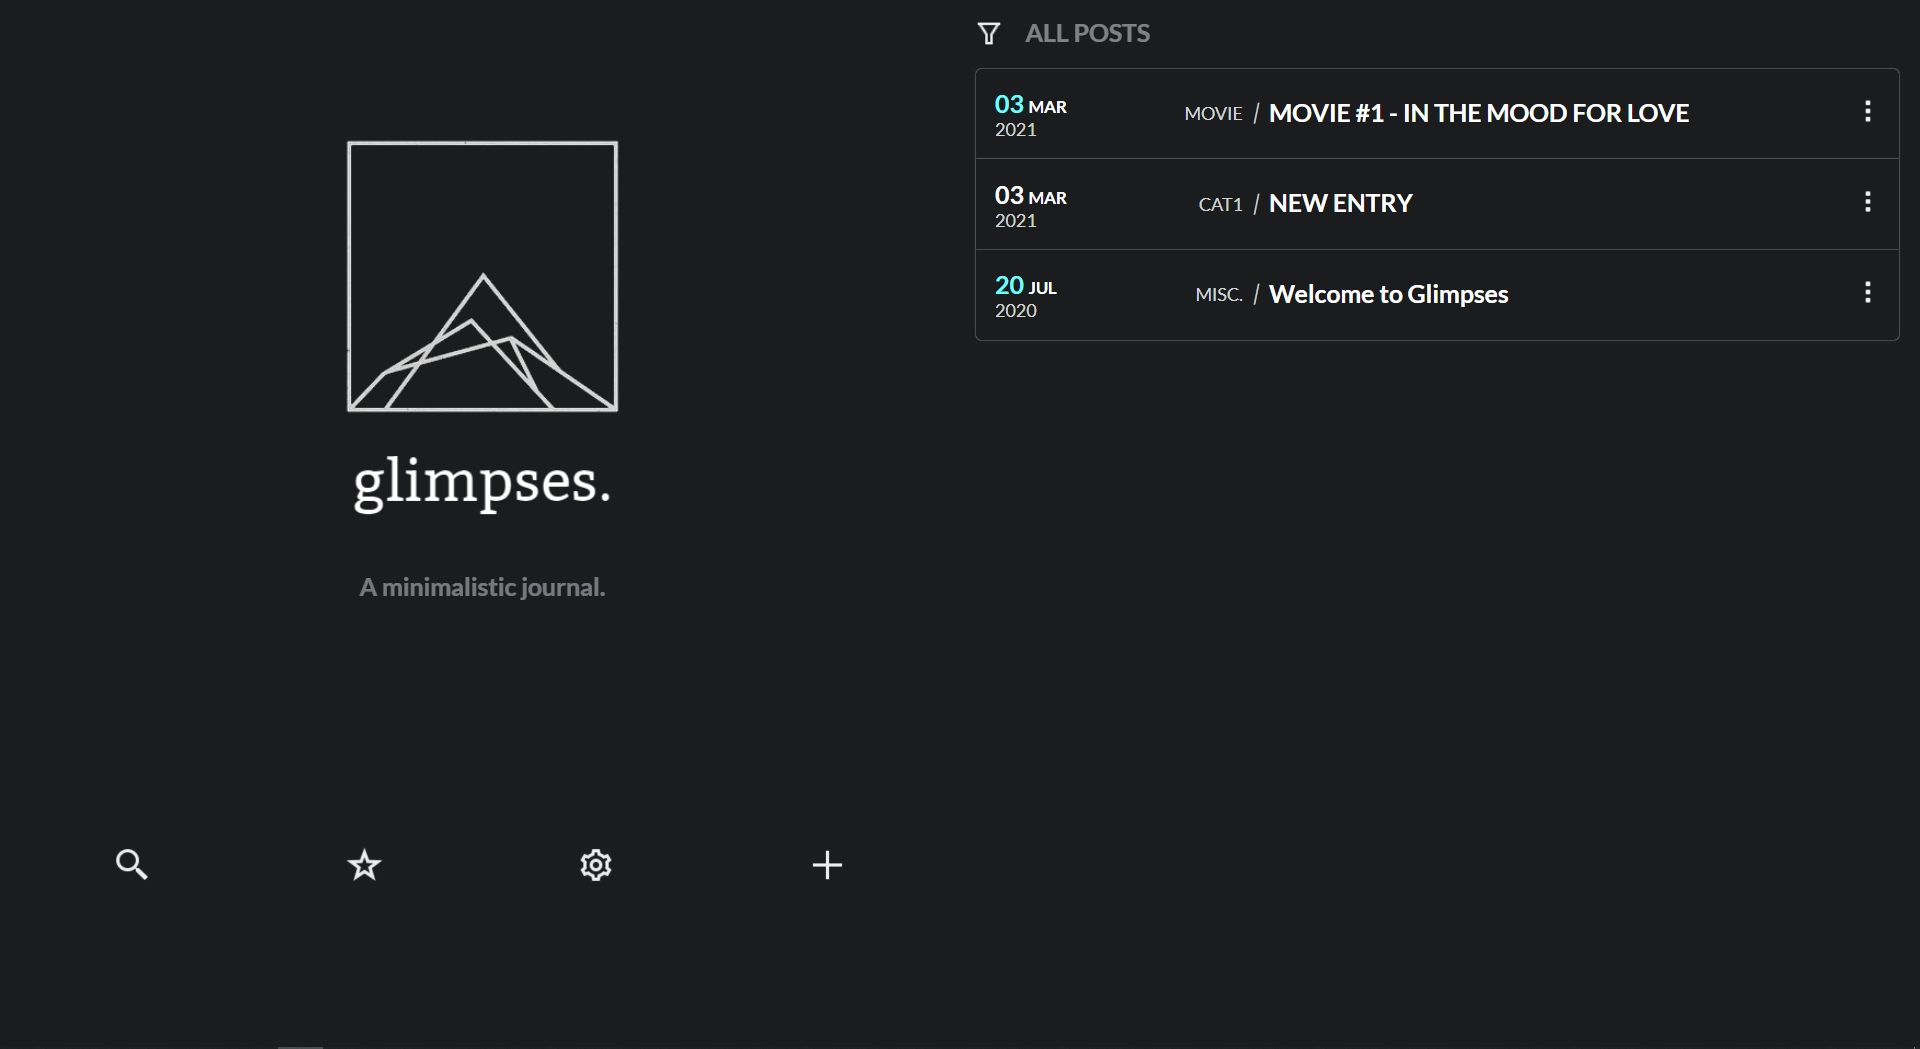 glimpses.
A minimalistic journal.
ALL POSTS
03 MAR
2021
MOVIE / MOVIE #1 - IN THE MOOD FOR LOVE
03 MAR
2021
CAT1 / NEW ENTRY
20 JUL
2020
MISC. / Welcome to Glimpses